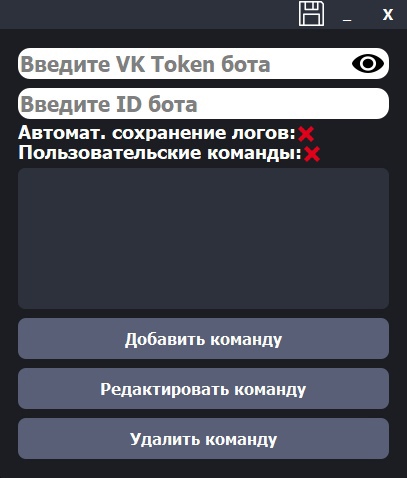 _ X
Введите VK Token бота
Введите ID бота
Автомат. сохранение логов:
Пользовательские команды:
Добавить команду
Редактировать команду
Удалить команду